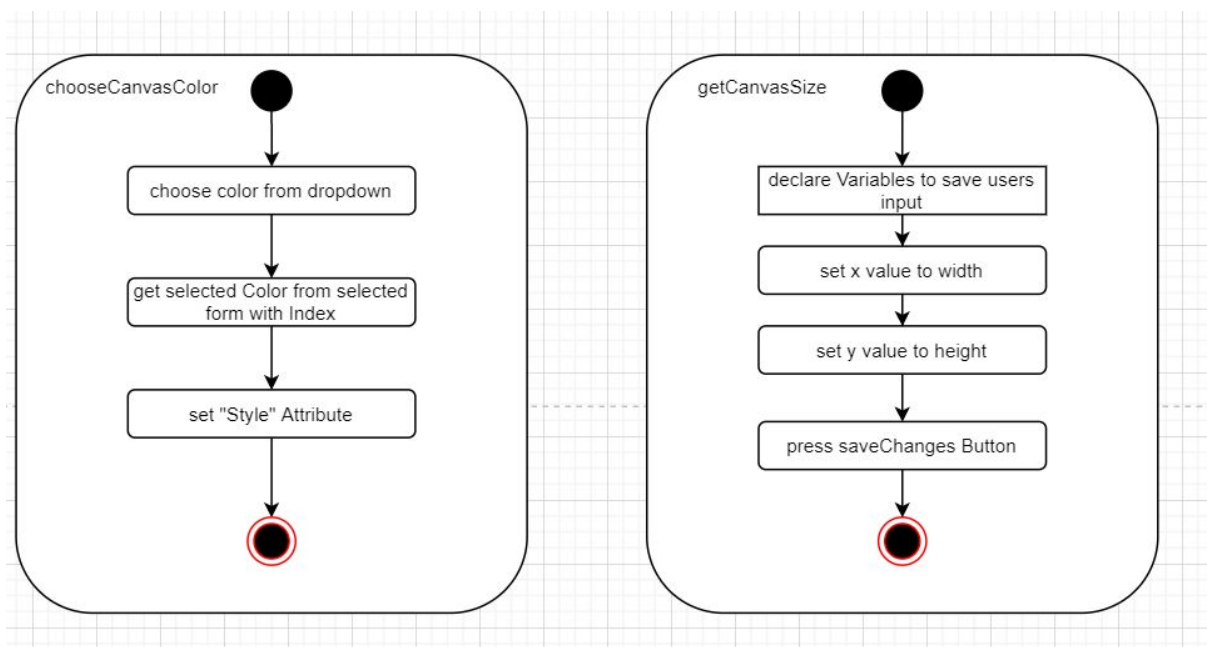 chooseCanvasColor
choose color from dropdown
get selected Color from selected
form with Index
set "Style" Attribute
getCanvasSize
declare Variables to save users
input
set x value to width
set y value to height
press saveChanges Button